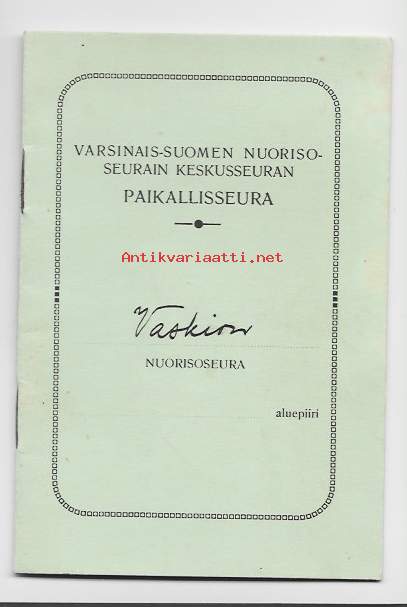 VARSINAIS-SUOMEN NUORISO-
SEURAIN KESKUSSEURAN
PAIKALLISSEURA
Antikvariaatti.net
Vaskion
NUORISOSEURA
aluepiiri